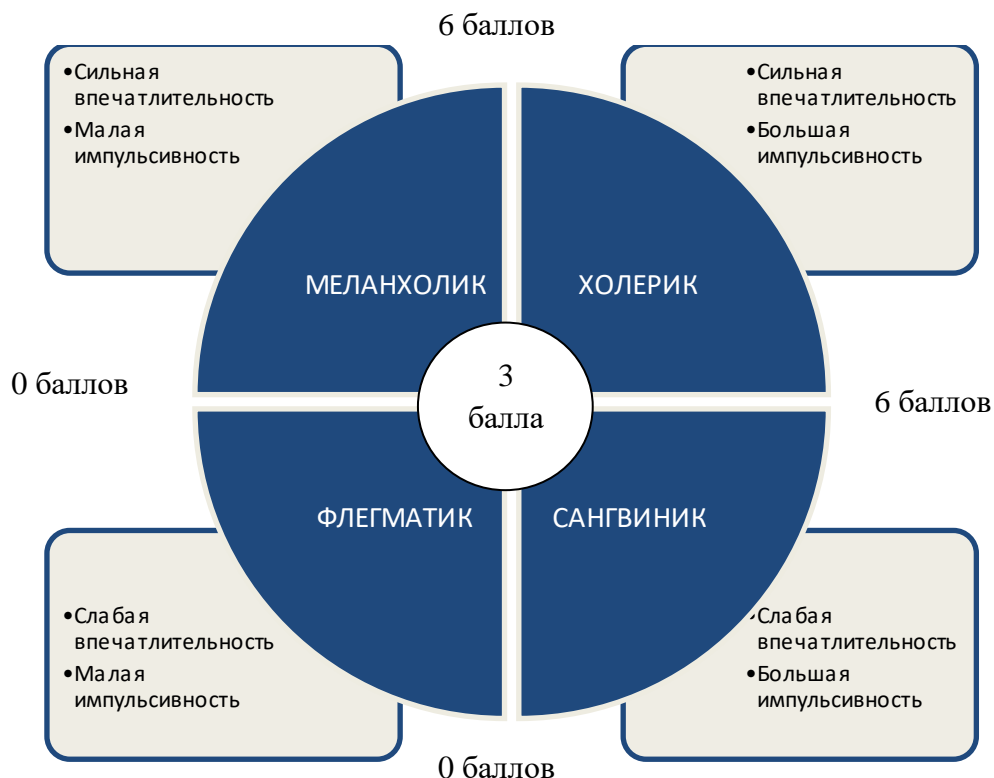 6 баллов
•Сильная
впечатлительность
•Малая
импульсивность
•Сильная
впечатлительность
•Большая
импульсивность
МЕЛАНХОЛИК
ХОЛЕРИК
0 баллов
3
балла
6 баллов
ФЛЕГМАТИК
САНГВИНИК
•Слабая
впечатлительность
•Малая
импульсивность
•Слабая
впечатлительность
•Большая
импульсивность
0 баллов